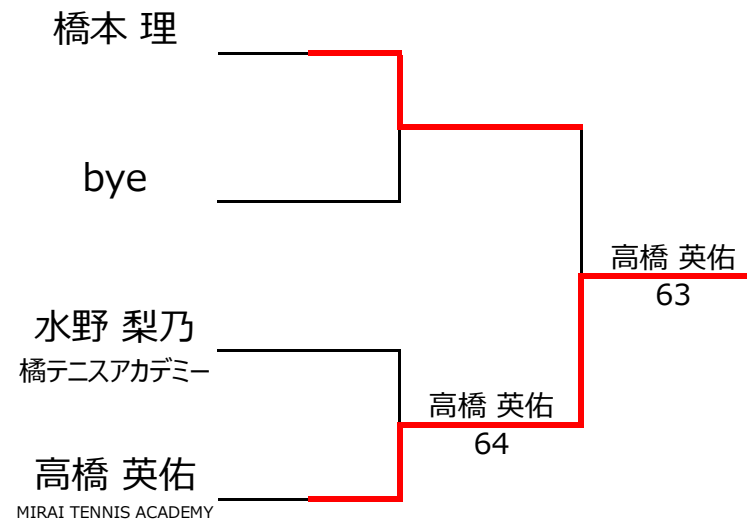 橋本 理
bye
水野 梨乃
橘テニスアカデミー
高橋 英佑
MIRAI TENNIS ACADEMY
高橋 英佑
64
高橋 英佑
63